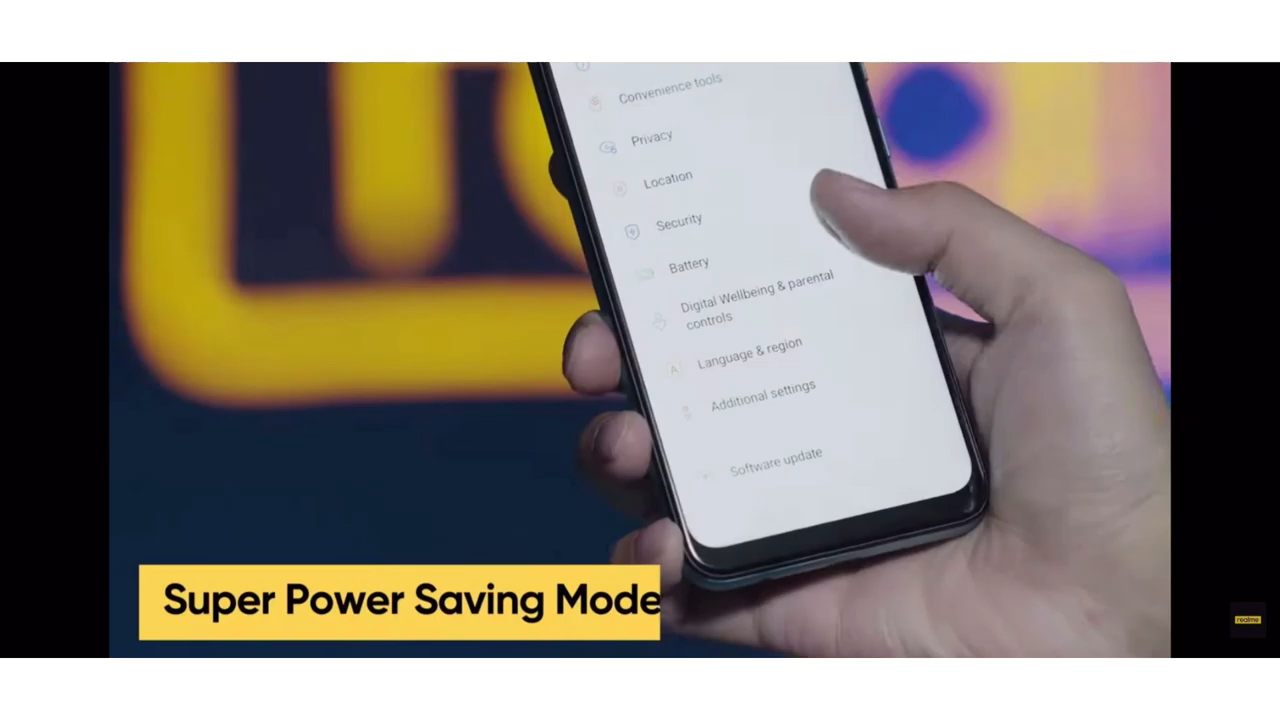 Convenience tools
Privacy
Location
Security
Battery
Digital Wellbeing & parental
controls
Language & region
Additional settings
Software update
Super Power Saving Mode
realme